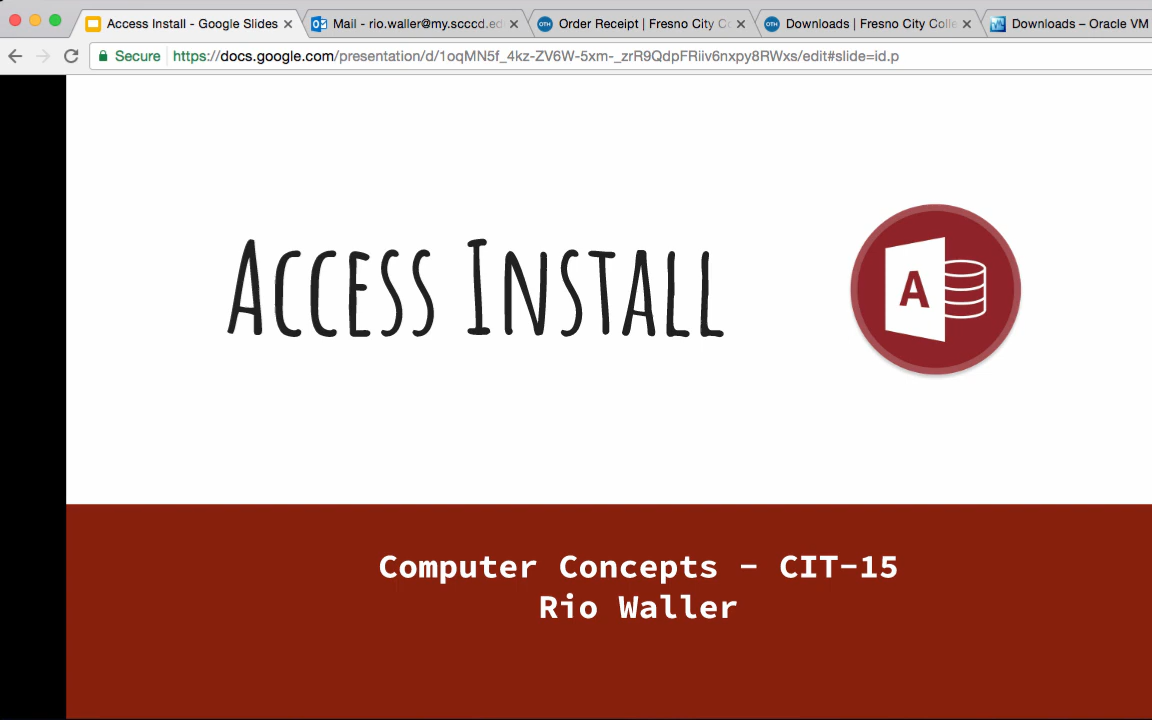 Access Install - Google Slides
Mail - rio.waller@my.scccd.ed
Order Receipt | Fresno City Co
Downloads | Fresno City Colle
Downloads – Oracle VM
Secure https://docs.google.com/presentation/d/1oqMN5f_4kz-ZV6W-5xm-_zrR9QdpFRiiv6nxpy8RWxs/edit#slide=id.p
Access Install
A
Computer Concepts - CIT-15
Rio Waller